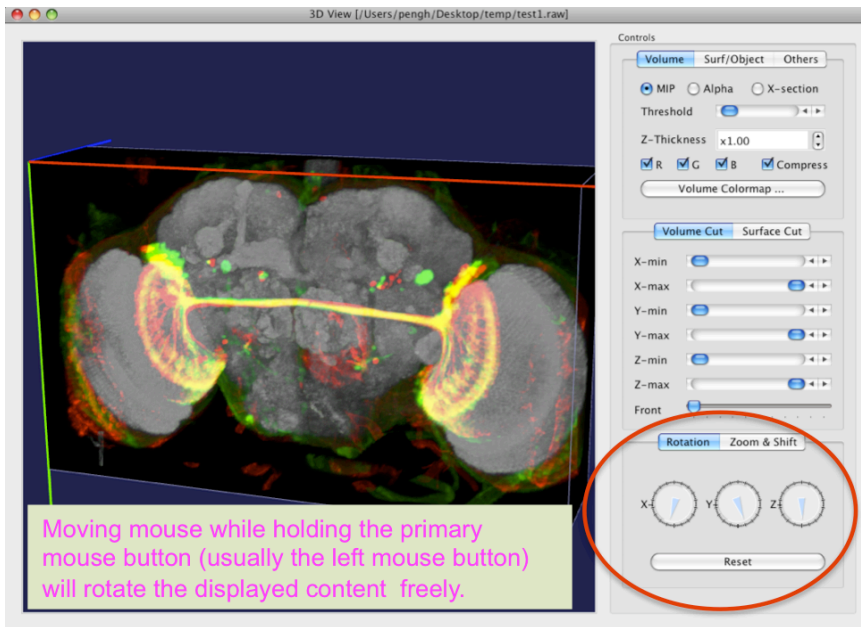 3D View [/Users/pengh/Desktop/temp/test1.raw]
Controls
Volume Surf/Object Others
MIP Alpha X-section
Threshold
Z-Thickness x1.00
R G B Compress
Volume Colormap ...
Volume Cut Surface Cut
X-min
X-max
Y-min
Y-max
Z-min
Z-max
Front
Rotation Zoom & Shift
X Y Z
Reset
Moving mouse while holding the primary
mouse button (usually the left mouse button)
will rotate the displayed content freely.